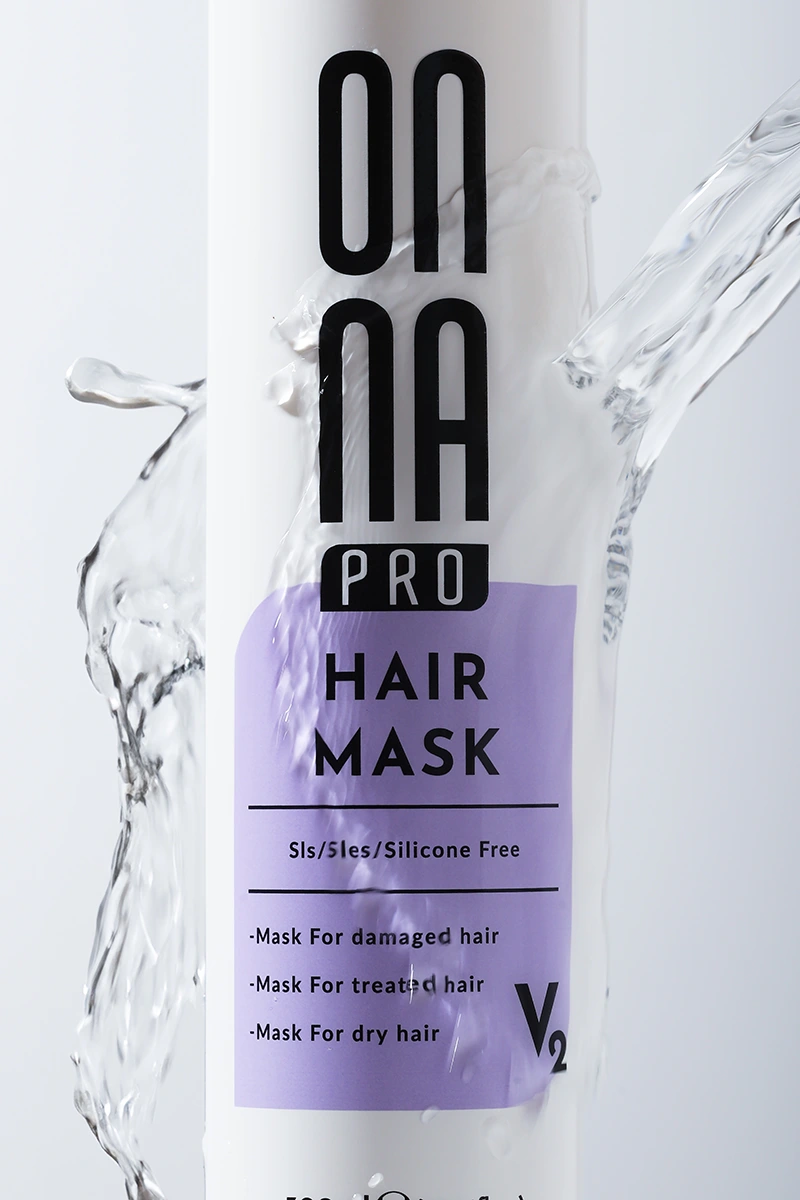 ON
NA
PRO
HAIR
MASK
Sls/Sles/Silicone Free
-Mask For damaged hair
-Mask For treated hair
-Mask For dry hair
V2